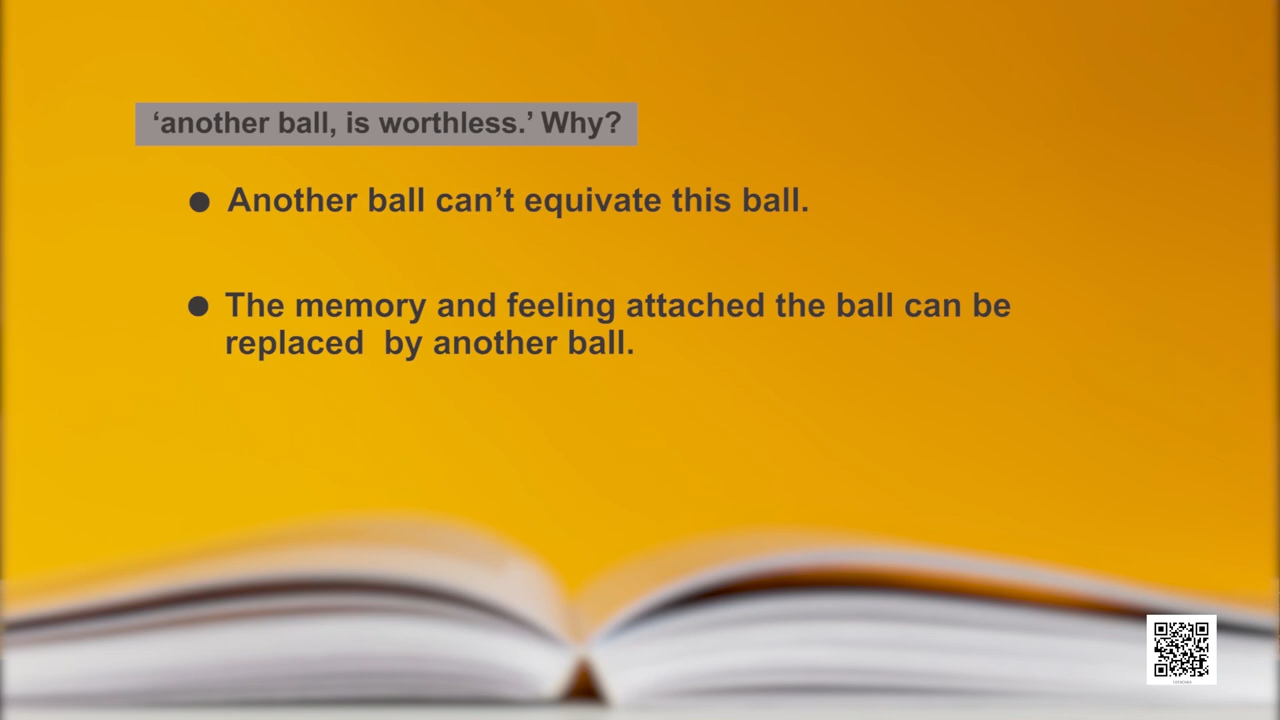 ‘another ball, is worthless.’ Why?
● Another ball can’t equivate this ball.
● The memory and feeling attached the ball can be
replaced by another ball.